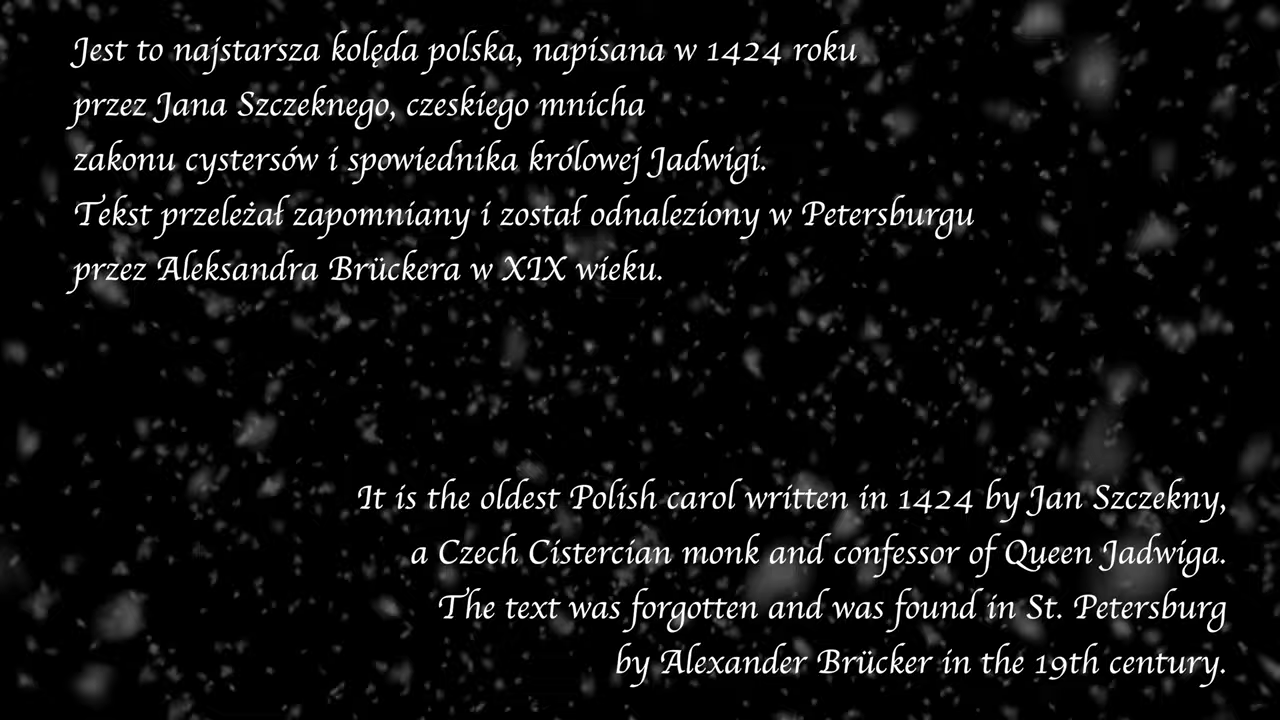 Jest to najstarsza kolęda polska, napisana w 1424 roku
przez Jana Szczeknego, czeskiego mnicha
zakonu cystersów i spowiednika królowej Jadwigi.
Tekst przeleżał zapomniany i został odnaleziony w Petersburgu
przez Aleksandra Brückera w XIX wieku.
It is the oldest Polish carol written in 1424 by Jan Szczekny,
a Czech Cistercian monk and confessor of Queen Jadwiga.
The text was forgotten and was found in St. Petersburg
by Alexander Brücker in the 19th century.